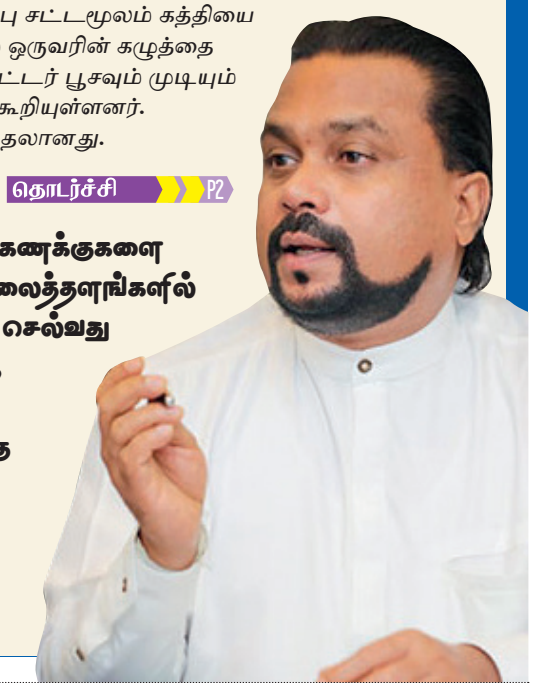 பு சட்டமூலம் கத்தியை
ஒருவரின் கழுத்தை
ட்டர் பூசவும் முடியும்
கூறியுள்ளனர்.
தலானது.
தொடர்ச்சி P2
கணக்குகளை
லைத்தளங்களில்
செல்வது